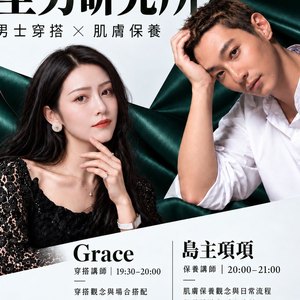 男士穿搭 × 肌膚保養
Grace
穿搭講師｜19:30–20:00
穿搭觀念與場合搭配
島主項項
保養講師｜20:00–21:00
肌膚保養觀念與日常流程